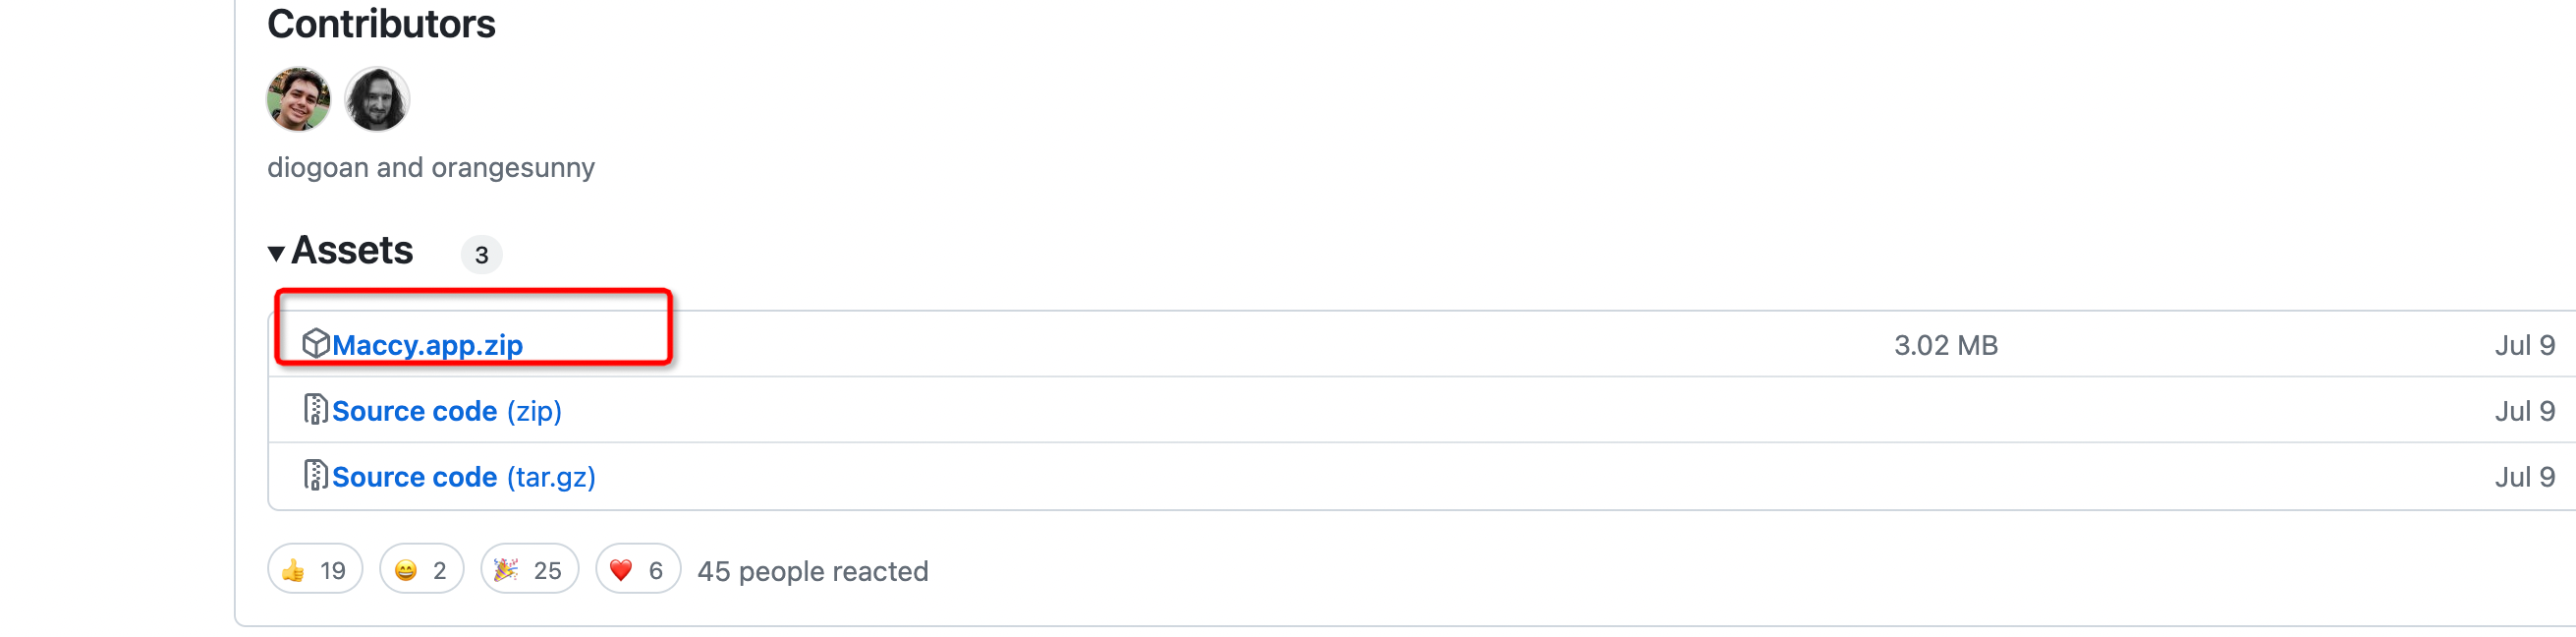 Contributors
diogoan and orangesunny
Assets 3
Maccy.app.zip 3.02 MB Jul 9
Source code (zip) Jul 9
Source code (tar.gz) Jul 9
👍 19 😄 2 🎉 25 ❤️ 6 45 people reacted